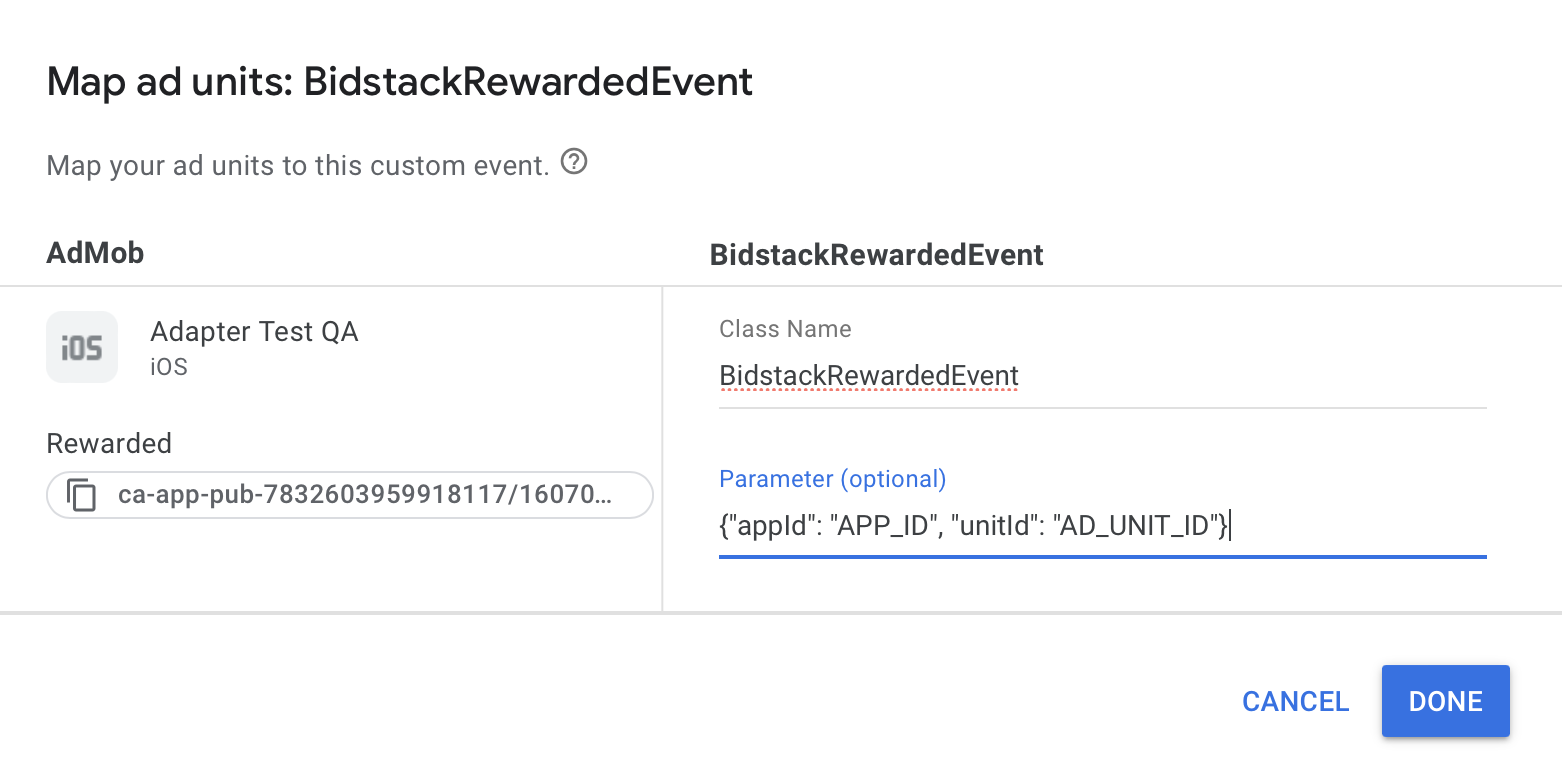 Map ad units: BidstackRewardedEvent
Map your ad units to this custom event.
AdMob
BidstackRewardedEvent
iOS
Adapter Test QA
iOS
Rewarded
ca-app-pub-7832603959918117/16070...
Class Name
BidstackRewardedEvent
Parameter (optional)
{"appId": "APP_ID", "unitId": "AD_UNIT_ID"}
CANCEL
DONE